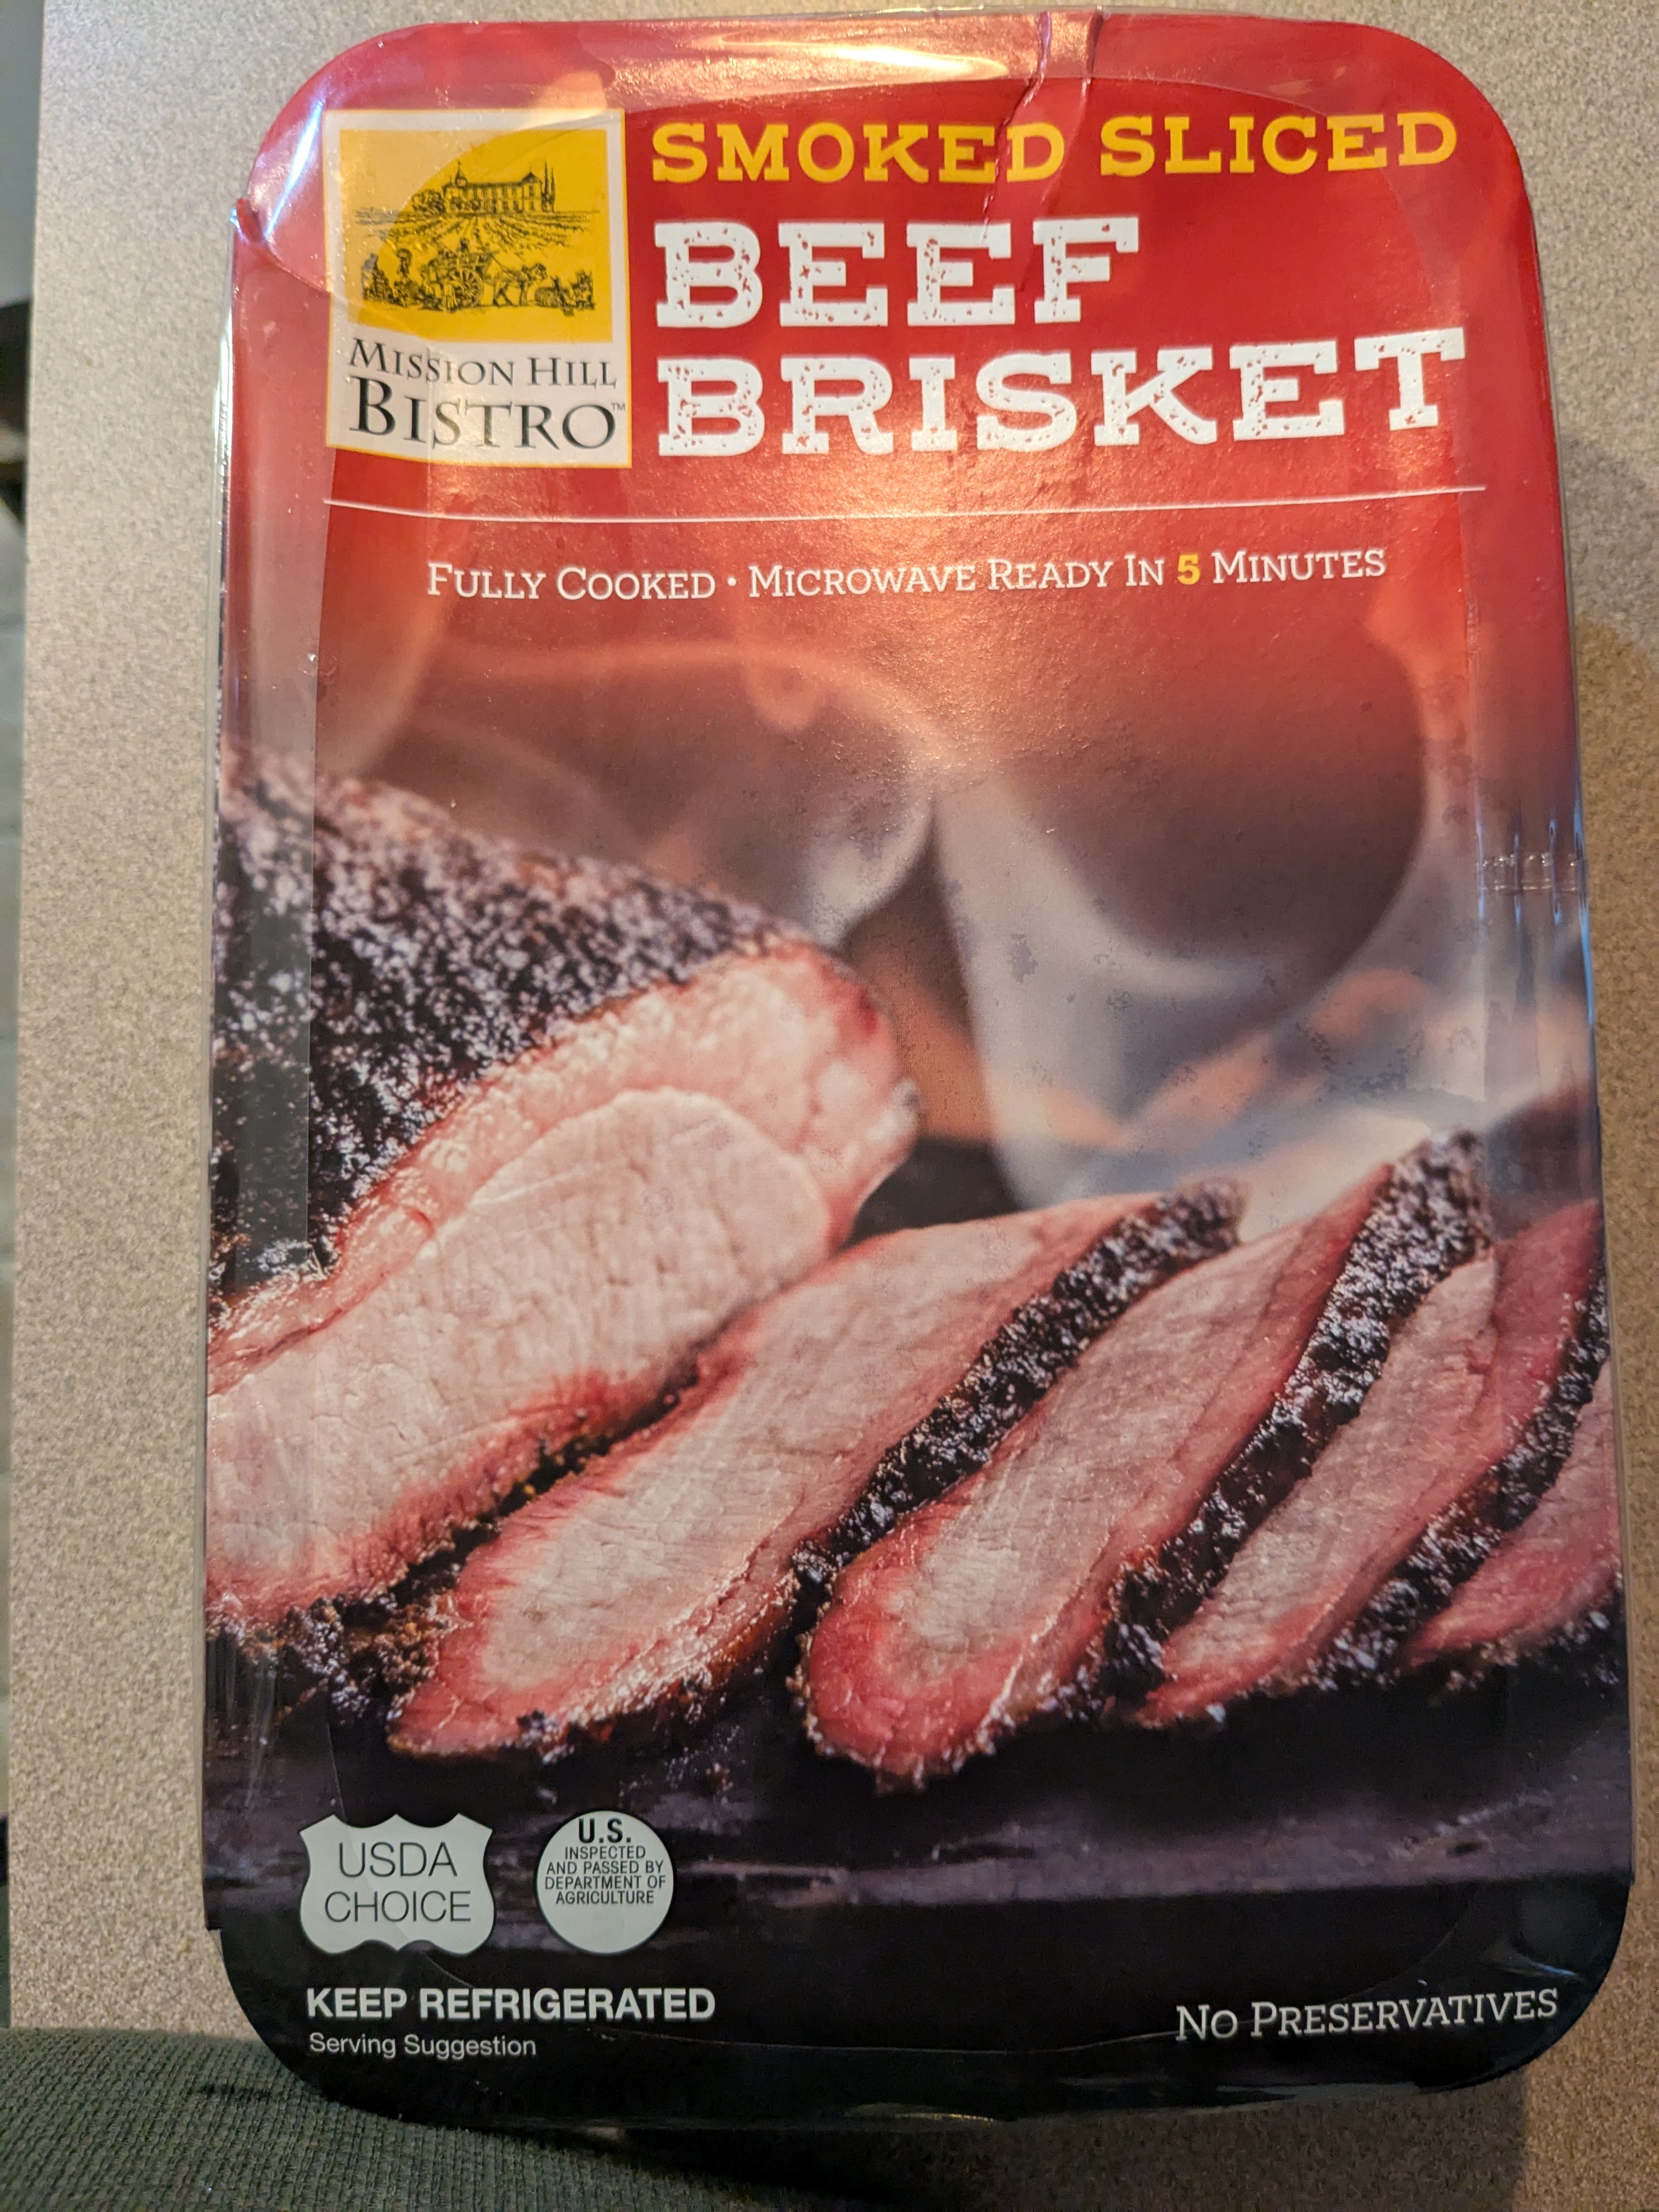 SMOKED SLICED
BEEF
BRISKET
MISSION HILL
BISTRO™
FULLY COOKED • MICROWAVE READY IN 5 MINUTES
USDA
CHOICE
U.S.
INSPECTED
AND PASSED BY
DEPARTMENT OF
AGRICULTURE
KEEP REFRIGERATED
Serving Suggestion
NO PRESERVATIVES